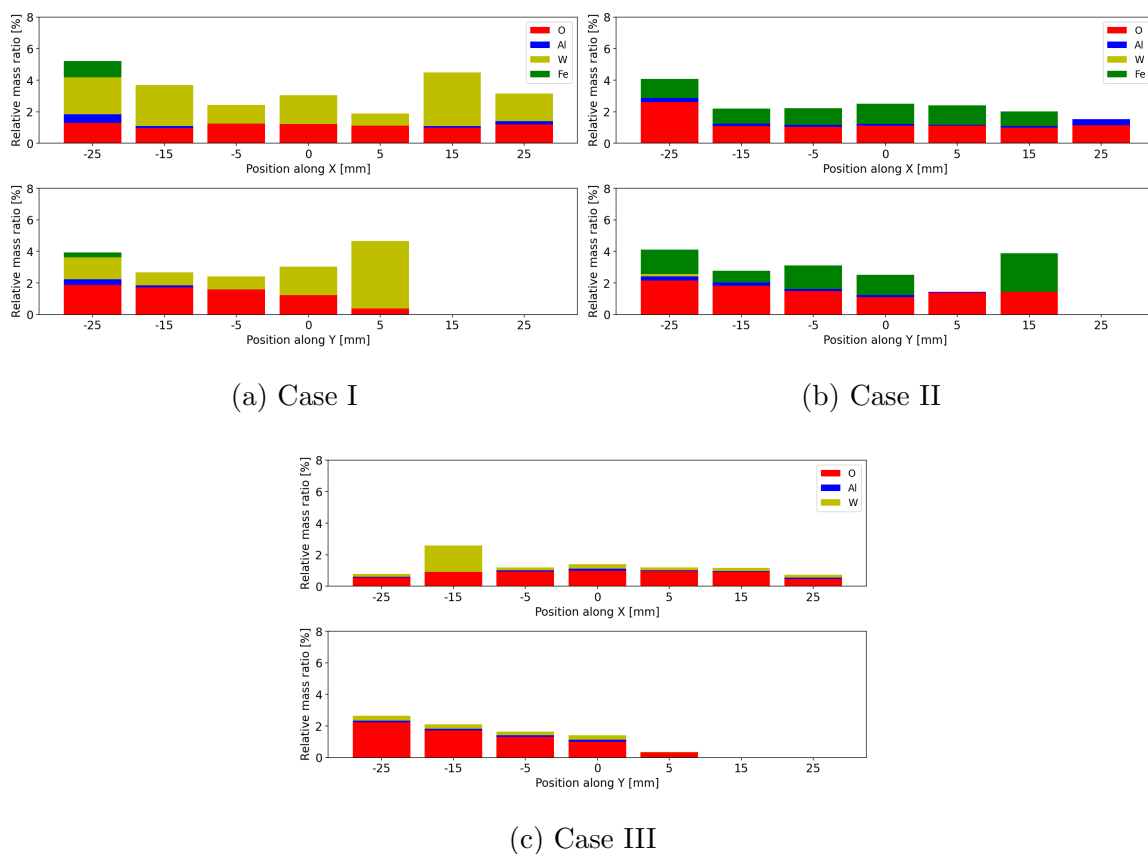 8
6
4
2
0
Relative mass ratio [%]
O
Al
W
Fe
-25 -15 -5 0 5 15 25
Position along X [mm]
8
6
4
2
0
Relative mass ratio [%]
-25 -15 -5 0 5 15 25
Position along Y [mm]
(a) Case I
8
6
4
2
0
Relative mass ratio [%]
O
Al
W
Fe
-25 -15 -5 0 5 15 25
Position along X [mm]
8
6
4
2
0
Relative mass ratio [%]
-25 -15 -5 0 5 15 25
Position along Y [mm]
(b) Case II
8
6
4
2
0
Relative mass ratio [%]
O
Al
W
-25 -15 -5 0 5 15 25
Position along X [mm]
8
6
4
2
0
Relative mass ratio [%]
-25 -15 -5 0 5 15 25
Position along Y [mm]
(c) Case III